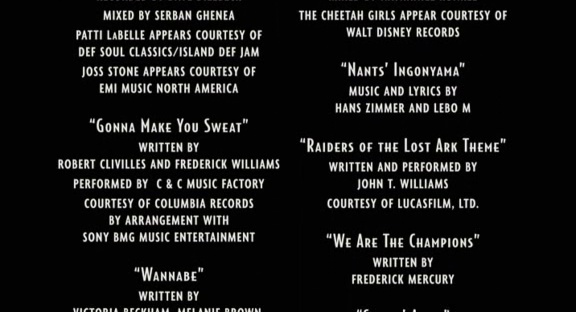 MIXED BY SERBAN GHENEA
PATTI LABELLE APPEARS COURTESY OF
DEF SOUL CLASSICS/ISLAND DEF JAM
JOSS STONE APPEARS COURTESY OF
EMI MUSIC NORTH AMERICA
"GONNA MAKE YOU SWEAT"
WRITTEN BY
ROBERT CLIVILLES AND FREDERICK WILLIAMS
PERFORMED BY C & C MUSIC FACTORY
COURTESY OF COLUMBIA RECORDS
BY ARRANGEMENT WITH
SONY BMG MUSIC ENTERTAINMENT
"WANNABE"
WRITTEN BY
VICTORIA BECKHAM, MELANIE BROWN,
THE CHEETAH GIRLS APPEAR COURTESY OF
WALT DISNEY RECORDS
"NANTS' INGONYAMA"
MUSIC AND LYRICS BY
HANS ZIMMER AND LEBO M
"RAIDERS OF THE LOST ARK THEME"
WRITTEN AND PERFORMED BY
JOHN T. WILLIAMS
COURTESY OF LUCASFILM, LTD.
"WE ARE THE CHAMPIONS"
WRITTEN BY
FREDERICK MERCURY